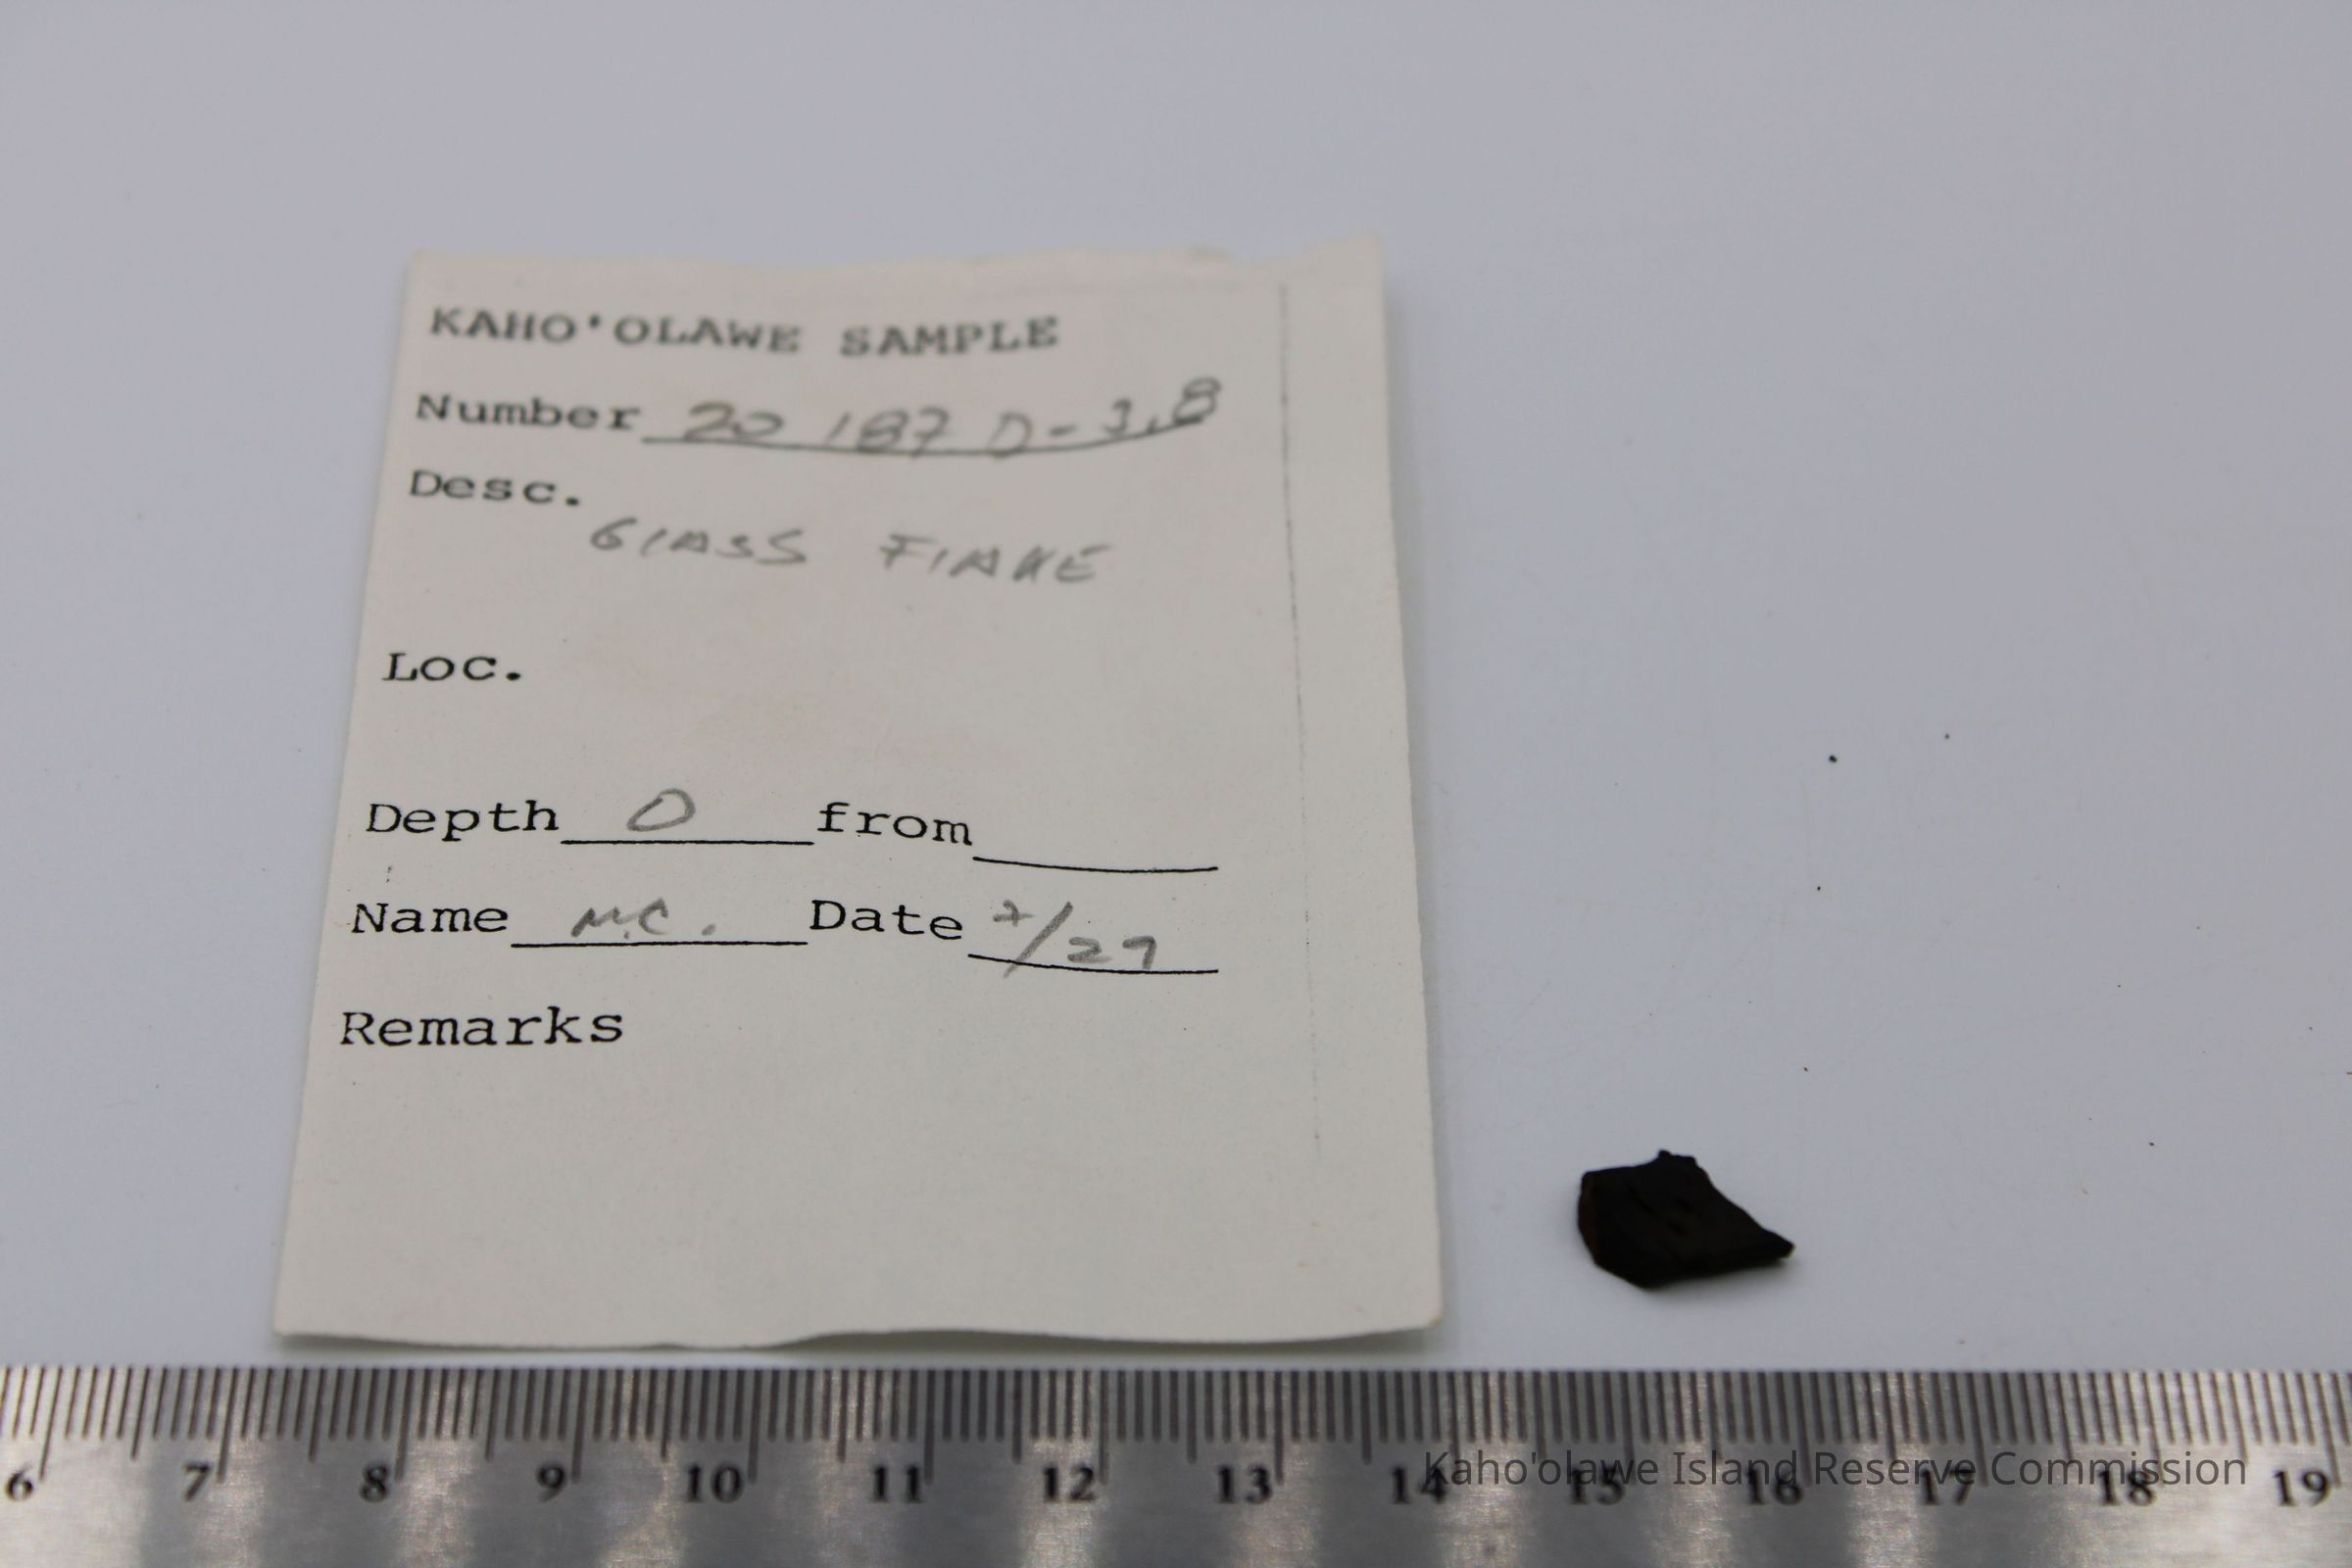 KAHO'OLAWE SAMPLE
Number 20 187 D-3.8
Desc.
GLASS FLAKE
Loc.
Depth 0 from
Name M.C. Date 7/27
Remarks
6 7 8 9 10 11 12 13 14 15 16 17 18 19
Kaho'olawe Island Reserve Commission